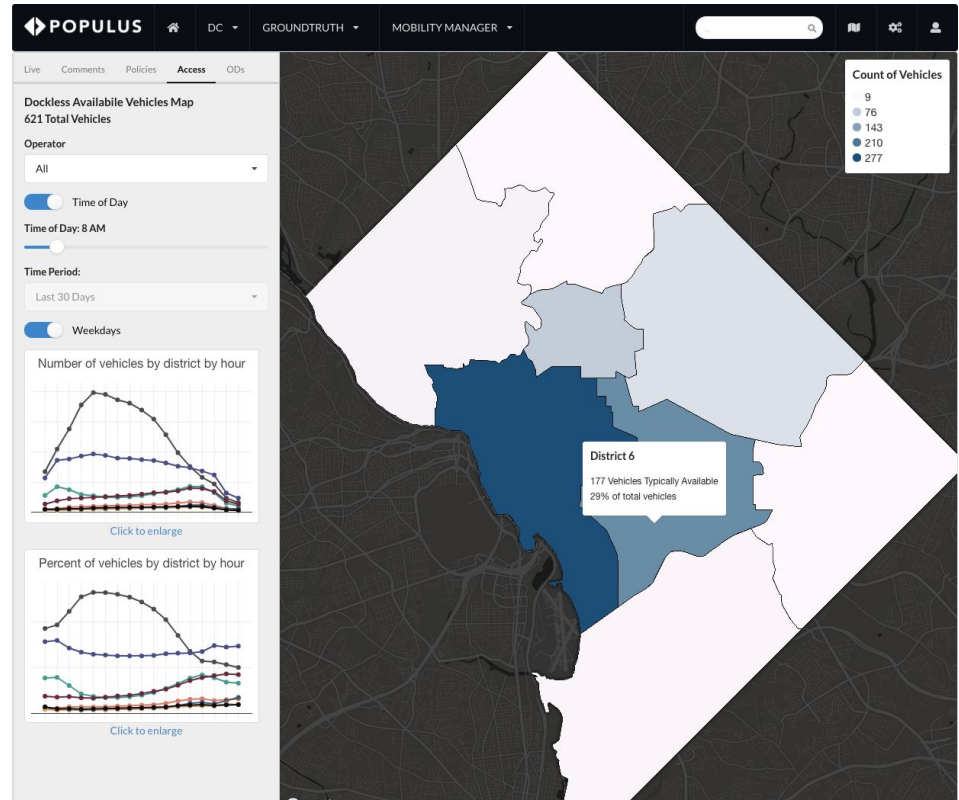 POPULUS
DC
GROUNDTRUTH
MOBILITY MANAGER
Live Comments Policies Access ODs
Dockless Availabile Vehicles Map
621 Total Vehicles
Operator
All
Time of Day
Time of Day: 8 AM
Time Period:
Last 30 Days
Weekdays
Number of vehicles by district by hour
Click to enlarge
Percent of vehicles by district by hour
Click to enlarge
Count of Vehicles
9
76
143
210
277
District 6
177 Vehicles Typically Available
29% of total vehicles